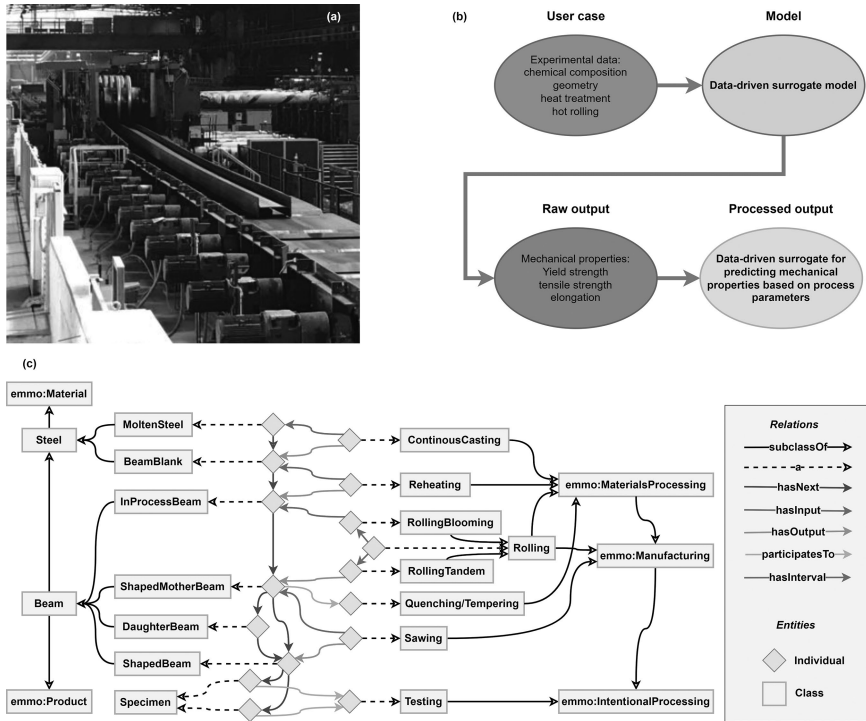 (a)
(b)
User case
Model
Experimental data:
chemical composition
geometry
heat treatment
hot rolling
Data-driven surrogate model
Raw output
Processed output
Mechanical properties:
Yield strength
tensile strength
elongation
Data-driven surrogate for
predicting mechanical
properties based on process
parameters
(c)
emmo:Material
Steel
Beam
emmo:Product
MoltenSteel
BeamBlank
InProcessBeam
ShapedMotherBeam
DaughterBeam
ShapedBeam
Specimen
ContinousCasting
Reheating
RollingBlooming
Rolling
RollingTandem
Quenching/Tempering
Sawing
Testing
emmo:MaterialsProcessing
emmo:Manufacturing
emmo:IntentionalProcessing
Relations
subclassOf
a
hasNext
hasInput
hasOutput
participatesTo
hasInterval
Entities
Individual
Class